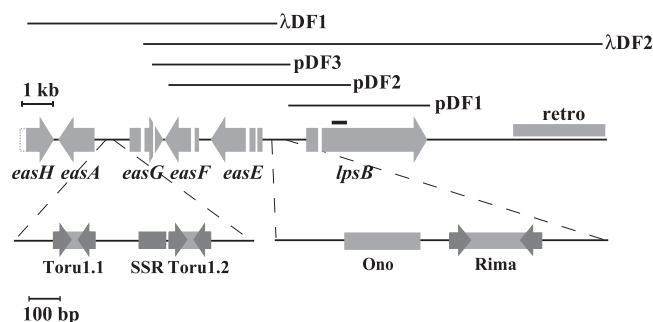 λDF1
λDF2
pDF3
pDF2
pDF1
1 kb
retro
easH easA easG easF easE lpsB
Toru1.1 SSR Toru1.2 Ono Rima
100 bp